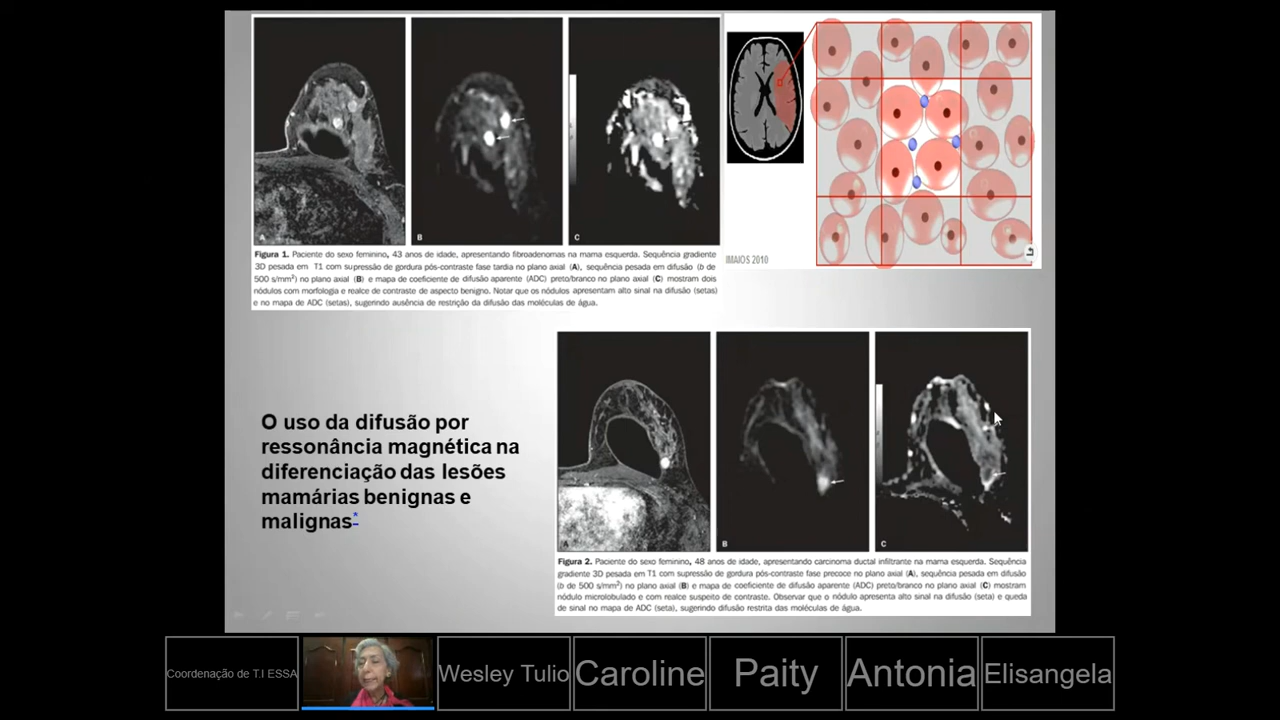 A
B
C
Figura 1. Paciente do sexo feminino, 43 anos de idade, apresentando fibroadenomas na mama esquerda. Sequência gradiente
3D pesada em T1 com supressão de gordura pós-contraste fase tardia no plano axial (A), sequência pesada em difusão (b de
500 s/mm²) no plano axial (B) e mapa de coeficiente de difusão aparente (ADC) preto/branco no plano axial (C) mostram dois
nódulos com morfologia e realce de contraste de aspecto benigno. Notar que os nódulos apresentam alto sinal na difusão (setas)
e no mapa de ADC (setas), sugerindo ausência de restrição da difusão das moléculas de água.
IMAIOS 2010
O uso da difusão por
ressonância magnética na
diferenciação das lesões
mamárias benignas e
malignas*
A
B
C
Figura 2. Paciente do sexo feminino, 48 anos de idade, apresentando carcinoma ductal infiltrante na mama esquerda. Sequência
gradiente 3D pesada em T1 com supressão de gordura pós-contraste fase precoce no plano axial (A), sequência pesada em difusão
(b de 500 s/mm²) no plano axial (B) e mapa de coeficiente de difusão aparente (ADC) preto/branco no plano axial (C) mostram
nódulo microlobulado e com realce suspeito de contraste. Observar que o nódulo apresenta alto sinal na difusão (seta) e queda
de sinal no mapa de ADC (seta), sugerindo difusão restrita das moléculas de água.
Coordenação de T.I ESSA
Wesley Tulio
Caroline
Paity
Antonia
Elisangela